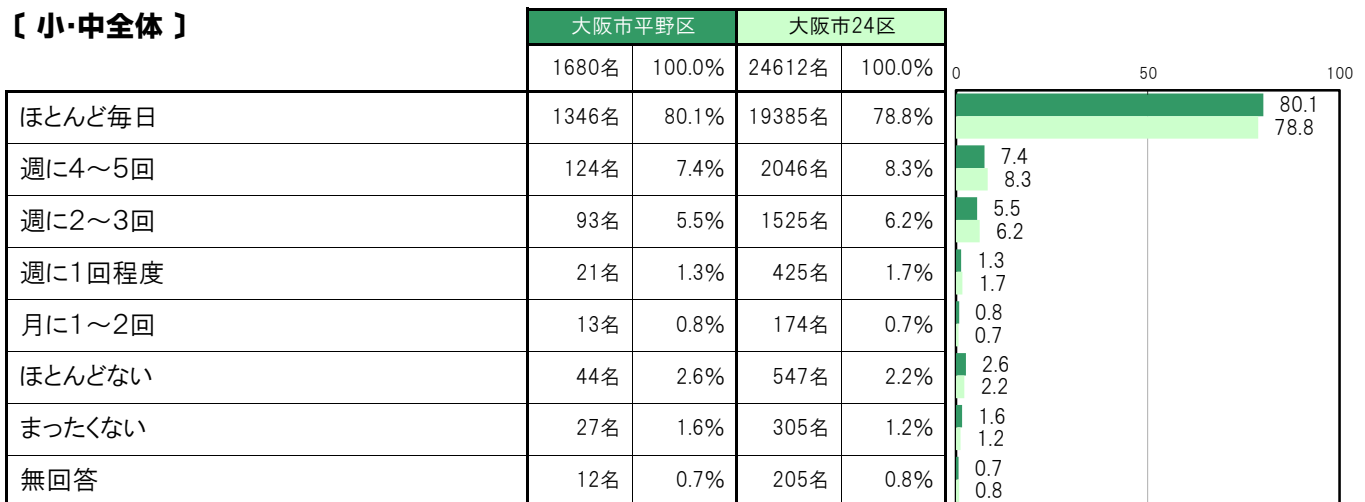 〔 小・中全体 〕
大阪市平野区 大阪市24区
1680名 100.0% 24612名 100.0% 0 50 100
ほとんど毎日 1346名 80.1% 19385名 78.8% 80.1
78.8
週に4～5回 124名 7.4% 2046名 8.3% 7.4
8.3
週に2～3回 93名 5.5% 1525名 6.2% 5.5
6.2
週に1回程度 21名 1.3% 425名 1.7% 1.3
1.7
月に1～2回 13名 0.8% 174名 0.7% 0.8
0.7
ほとんどない 44名 2.6% 547名 2.2% 2.6
2.2
まったくない 27名 1.6% 305名 1.2% 1.6
1.2
無回答 12名 0.7% 205名 0.8% 0.7
0.8